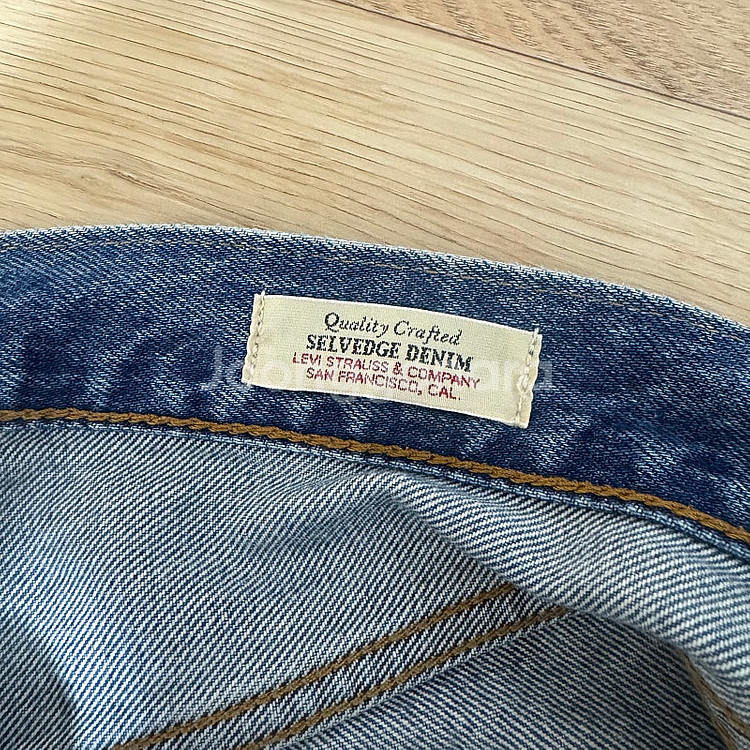 Quality Crafted
SELVEDGE DENIM
LEVI STRAUSS & COMPANY
SAN FRANCISCO, CAL.